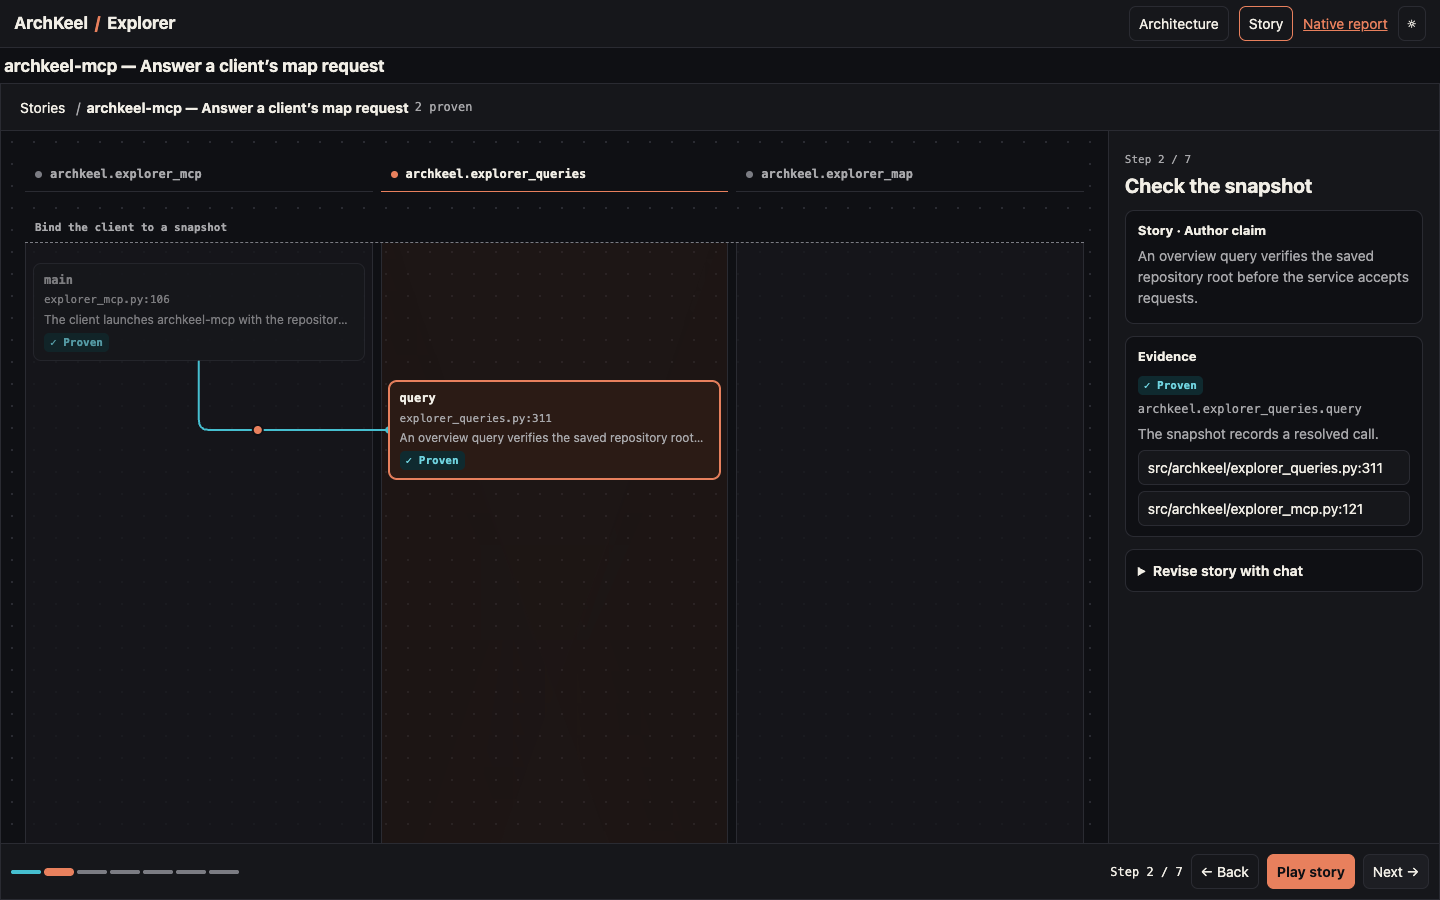 ArchKeel / Explorer
Architecture
Story
Native report
archkeel-mcp — Answer a client’s map request
Stories / archkeel-mcp — Answer a client’s map request 2 proven
archkeel.explorer_mcp
archkeel.explorer_queries
archkeel.explorer_map
Bind the client to a snapshot
main
explorer_mcp.py:106
The client launches archkeel-mcp with the repositor…
✓ Proven
query
explorer_queries.py:311
An overview query verifies the saved repository root…
✓ Proven
Step 2 / 7
Check the snapshot
Story · Author claim
An overview query verifies the saved
repository root before the service accepts
requests.
Evidence
✓ Proven
archkeel.explorer_queries.query
The snapshot records a resolved call.
src/archkeel/explorer_queries.py:311
src/archkeel/explorer_mcp.py:121
▶ Revise story with chat
Step 2 / 7
← Back
Play story
Next →